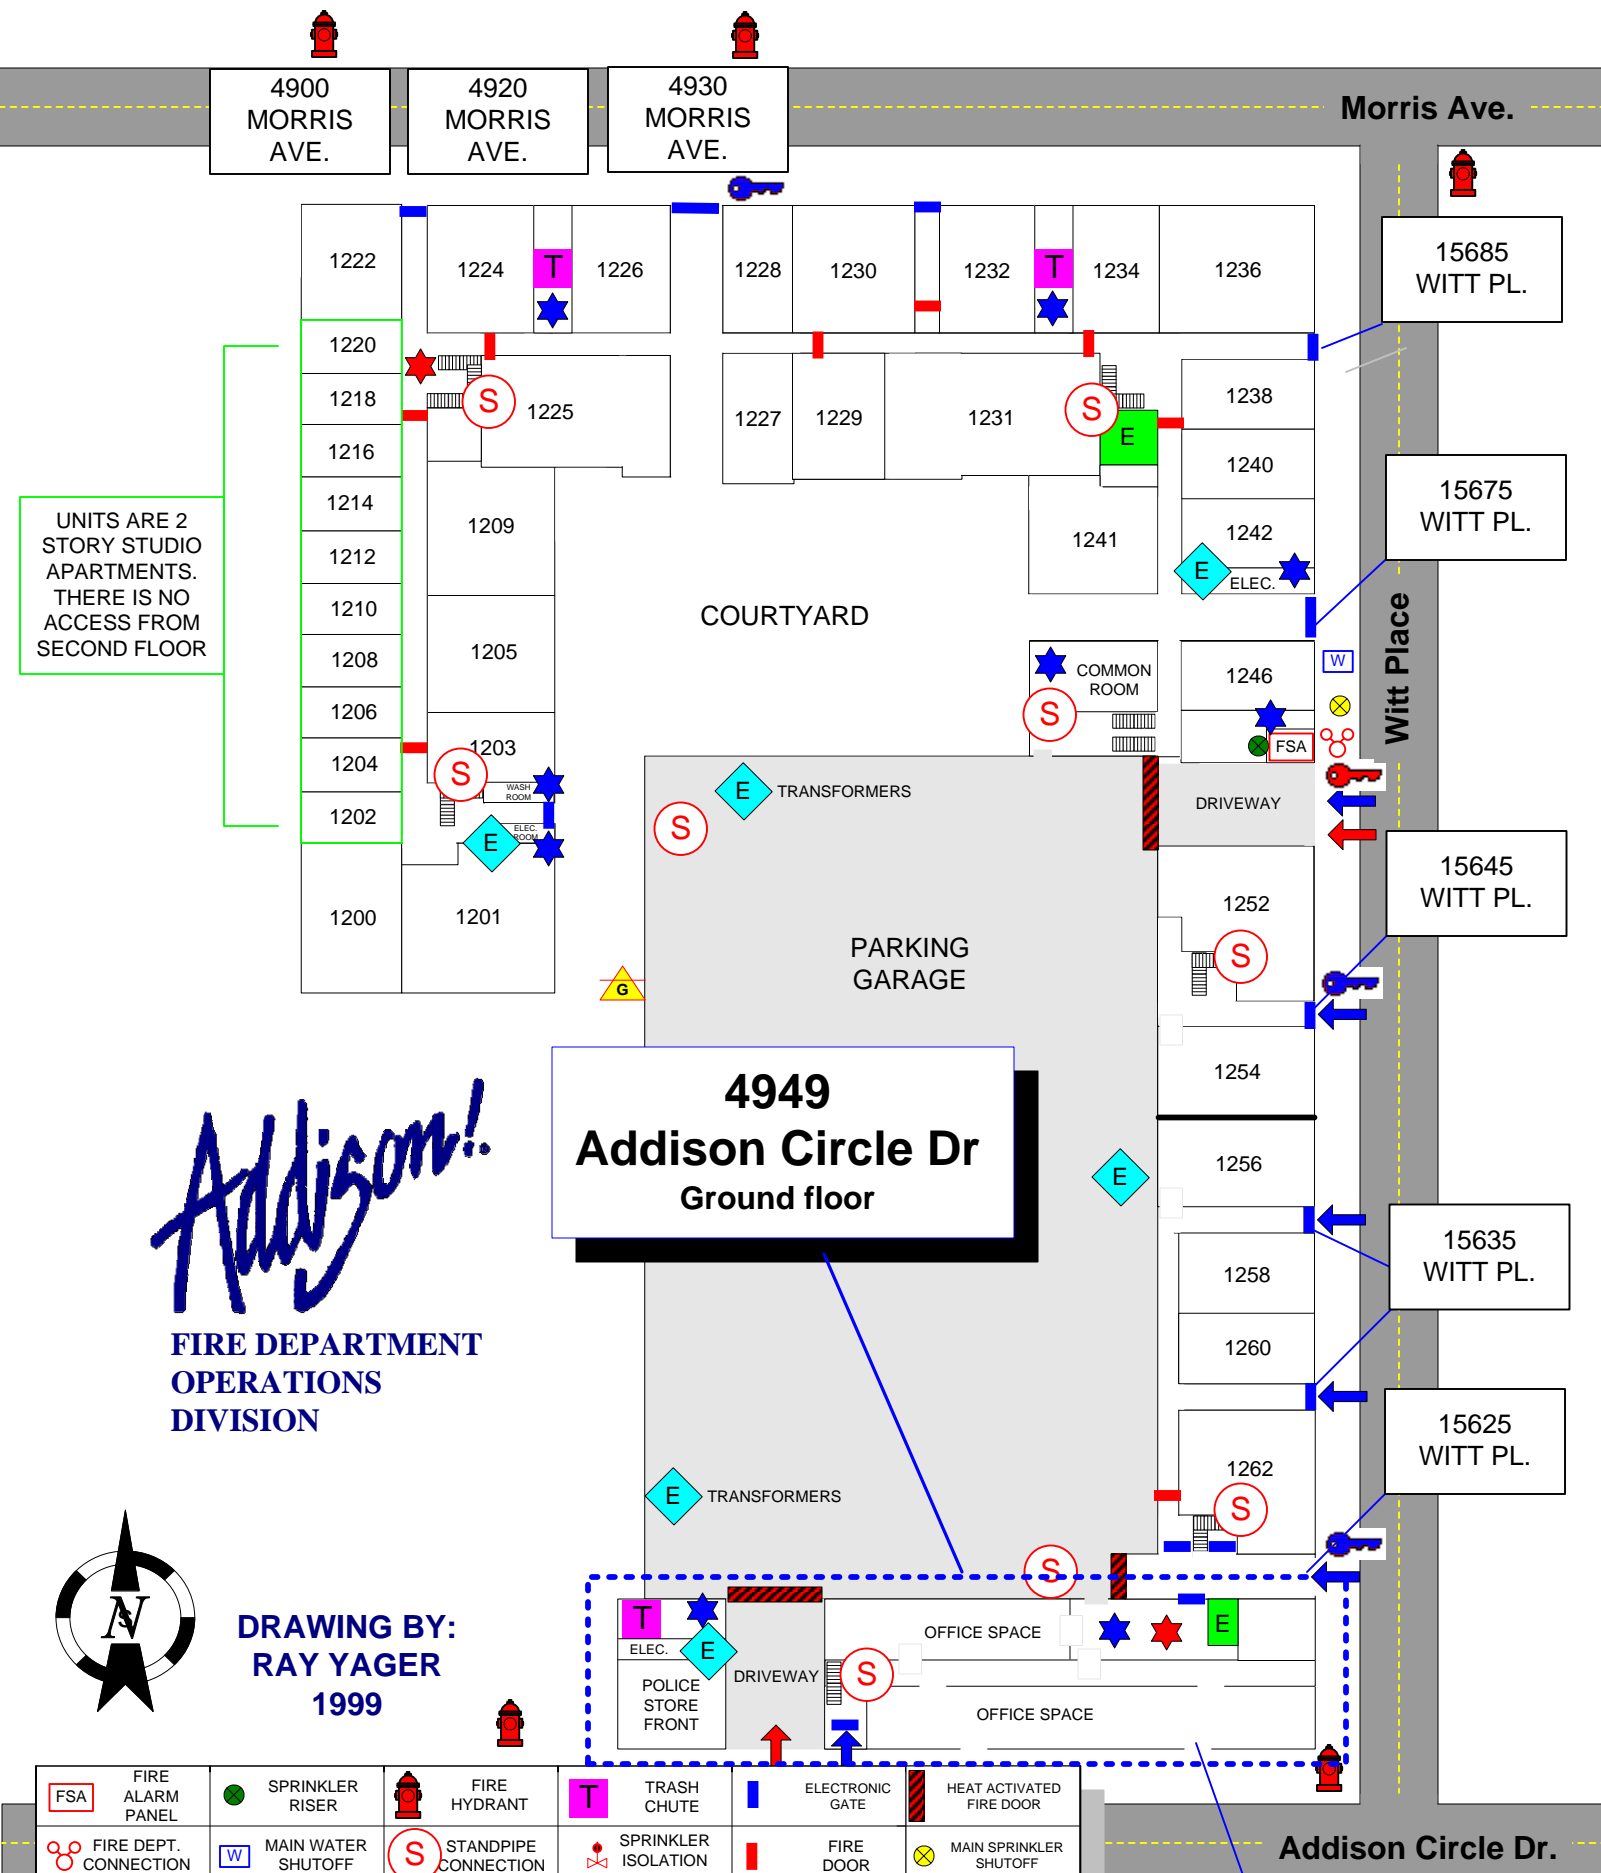 4900
MORRIS
AVE.
4920
MORRIS
AVE.
4930
MORRIS
AVE.
Morris Ave.
15685
WITT PL.
1222
1224
T
1226
1228
1230
1232
T
1234
1236
1220
1218
1216
1214
1212
1210
1208
1206
1204
1202
1200
S
1225
1227
1229
1231
S
E
1238
1240
1242
E
ELEC.
1241
15675
WITT PL.
UNITS ARE 2
STORY STUDIO
APARTMENTS.
THERE IS NO
ACCESS FROM
SECOND FLOOR
1209
1205
1203
S
WASH
ROOM
ELEC.
ROOM
E
1201
COURTYARD
COMMON
ROOM
S
1246
W
FSA
Witt Place
E
TRANSFORMERS
S
DRIVEWAY
15645
WITT PL.
1252
S
PARKING
GARAGE
G
1254
4949
Addison Circle Dr
Ground floor
E
1256
15635
WITT PL.
1258
1260
15625
WITT PL.
1262
S
E
TRANSFORMERS
S
Addison!
FIRE DEPARTMENT
OPERATIONS
DIVISION
N
S
DRAWING BY:
RAY YAGER
1999
T
ELEC.
E
POLICE
STORE
FRONT
DRIVEWAY
S
OFFICE SPACE
E
OFFICE SPACE
FSA
FIRE
ALARM
PANEL
SPRINKLER
RISER
FIRE
HYDRANT
T
TRASH
CHUTE
ELECTRONIC
GATE
HEAT ACTIVATED
FIRE DOOR
FIRE DEPT.
CONNECTION
W
MAIN WATER
SHUTOFF
S
STANDPIPE
CONNECTION
SPRINKLER
ISOLATION
FIRE
DOOR
MAIN SPRINKLER
SHUTOFF
Addison Circle Dr.